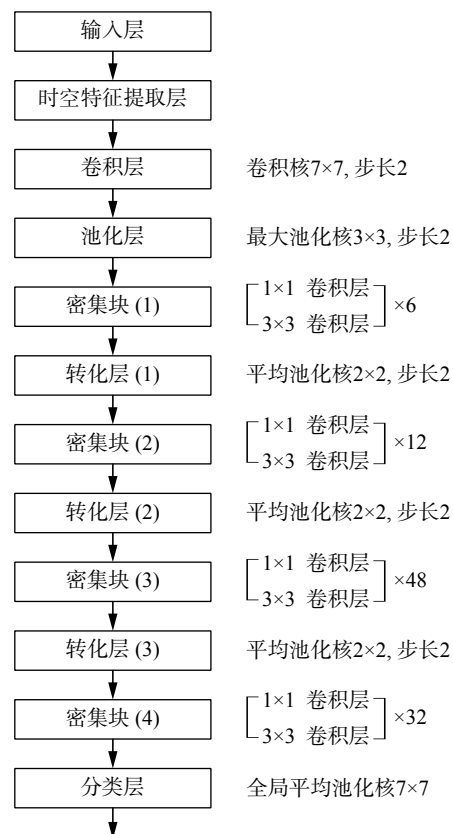 输入层
时空特征提取层
卷积层 卷积核7×7, 步长2
池化层 最大池化核3×3, 步长2
密集块 (1) 1×1 卷积层 3×3 卷积层 ×6
转化层 (1) 平均池化核2×2, 步长2
密集块 (2) 1×1 卷积层 3×3 卷积层 ×12
转化层 (2) 平均池化核2×2, 步长2
密集块 (3) 1×1 卷积层 3×3 卷积层 ×48
转化层 (3) 平均池化核2×2, 步长2
密集块 (4) 1×1 卷积层 3×3 卷积层 ×32
分类层 全局平均池化核7×7